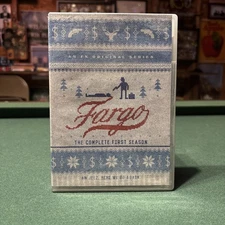 AN FX ORIGINAL SERIES
Fargo
THE COMPLETE FIRST SEASON